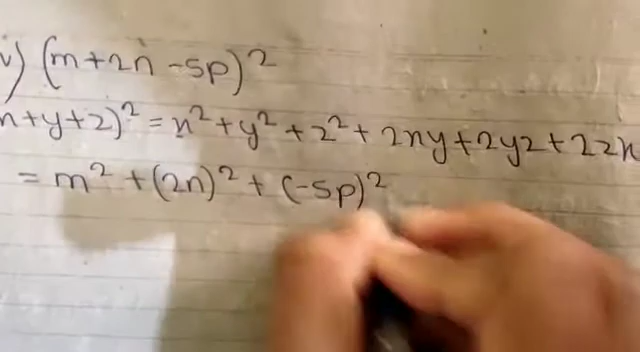 v) (m+2n-5p)²
x+y+z)² = x²+y²+z²+2xy+2yz+2zx
= m²+(2n)²+(-5p)²